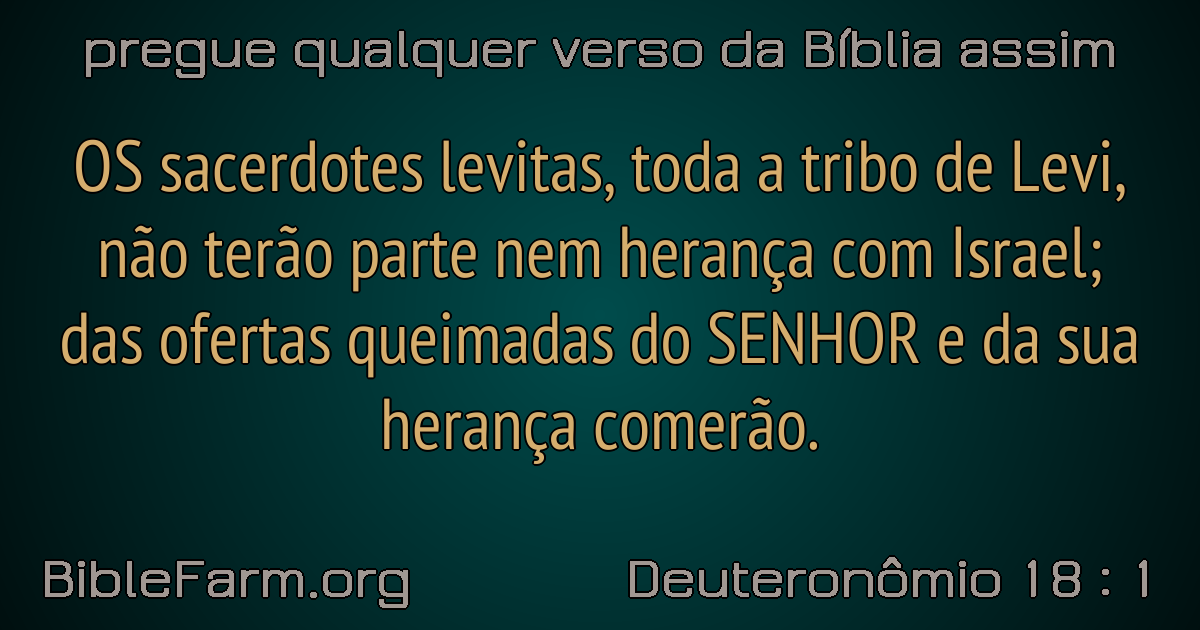 pregue qualquer verso da Bíblia assim
OS sacerdotes levitas, toda a tribo de Levi,
não terão parte nem herança com Israel;
das ofertas queimadas do SENHOR e da sua
herança comerão.
BibleFarm.org
Deuteronômio 18 : 1